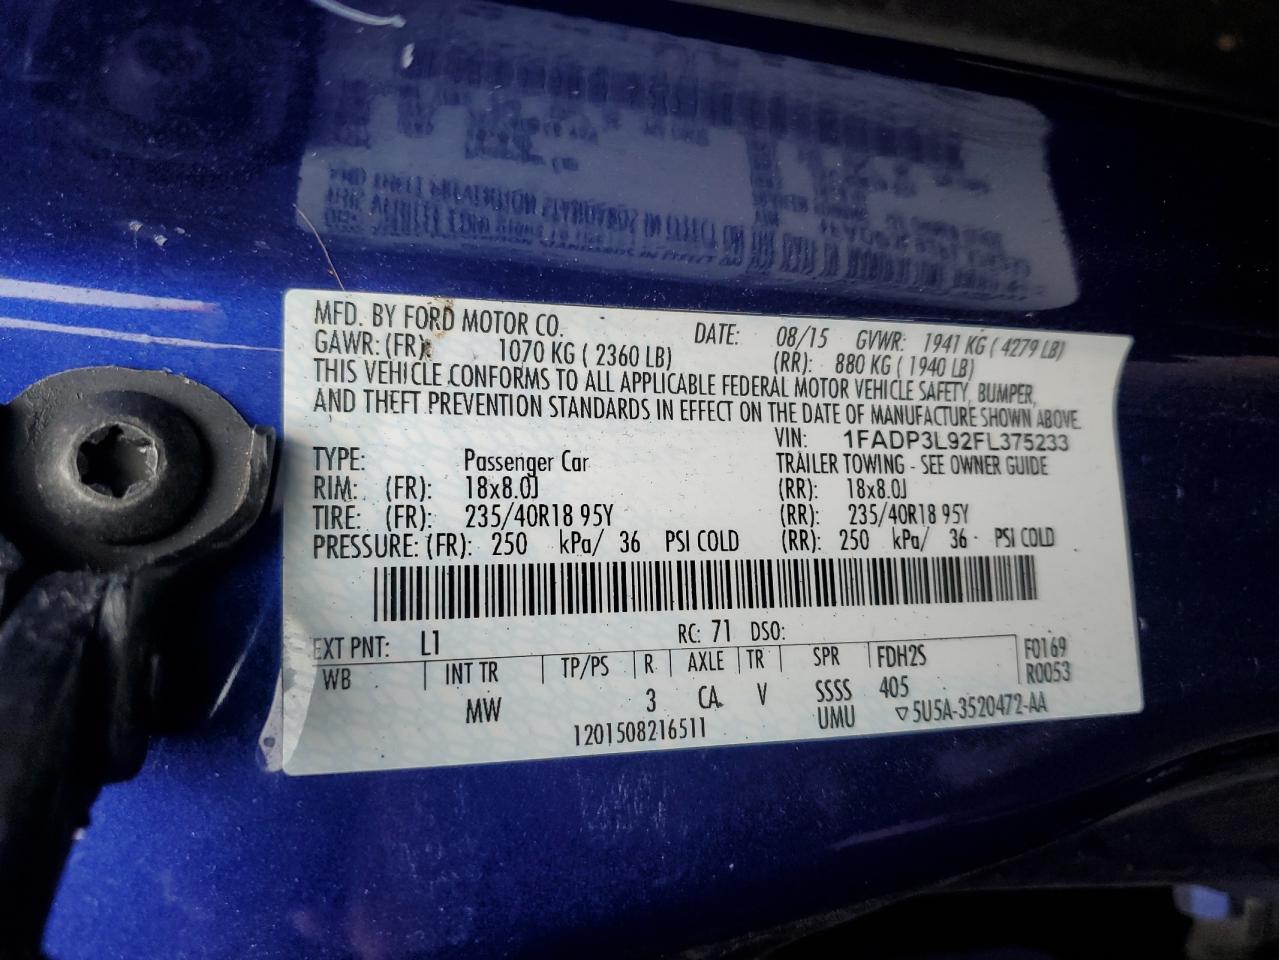 MFD. BY FORD MOTOR CO. DATE: 08/15 GVWR: 1941 KG ( 4279 LB)
GAWR: (FR): 1070 KG ( 2360 LB) (RR): 880 KG ( 1940 LB)
THIS VEHICLE CONFORMS TO ALL APPLICABLE FEDERAL MOTOR VEHICLE SAFETY, BUMPER,
AND THEFT PREVENTION STANDARDS IN EFFECT ON THE DATE OF MANUFACTURE SHOWN ABOVE.
VIN: 1FADP3L92FL375233
TYPE: Passenger Car TRAILER TOWING - SEE OWNER GUIDE
RIM: (FR): 18x8.0J (RR): 18x8.0J
TIRE: (FR): 235/40R18 95Y (RR): 235/40R18 95Y
PRESSURE: (FR): 250 kPa/ 36 PSI COLD (RR): 250 kPa/ 36 PSI COLD
EXT PNT: L1 RC: 71 DSO:
WB INT TR TP/PS R AXLE TR SPR FDH2S F0169
MW 3 CA V SSSS 405 R0053
1201508216511 UMU ▽5U5A-3520472-AA